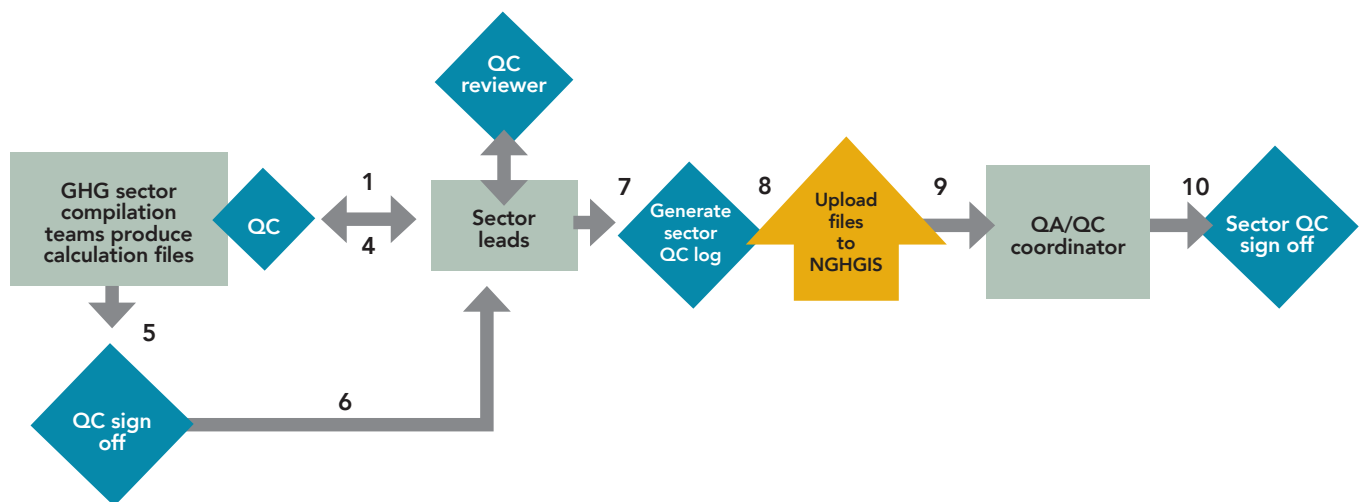 QC
reviewer
GHG sector
compilation
teams produce
calculation files
QC
1
4
Sector
leads
7
Generate
sector
QC log
8
Upload
files
to
NGHGIS
9
QA/QC
coordinator
10
Sector QC
sign off
5
QC sign
off
6